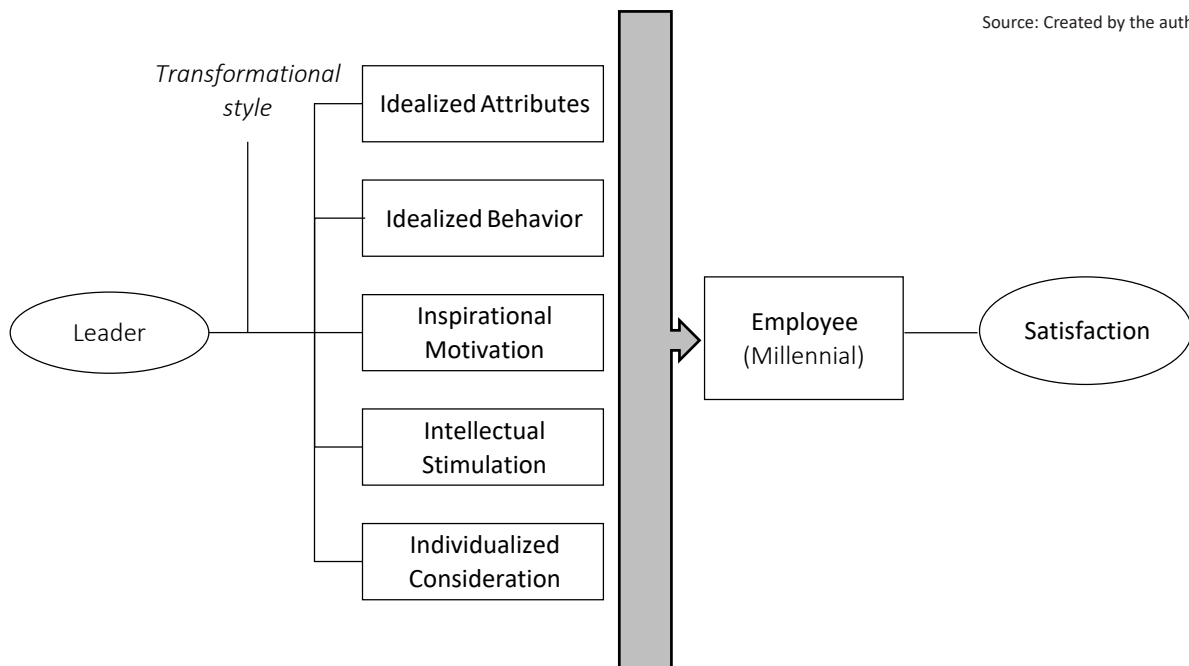 Source: Created by the auth
Transformational
style
Idealized Attributes
Idealized Behavior
Leader
Inspirational
Motivation
Employee
(Millennial)
Satisfaction
Intellectual
Stimulation
Individualized
Consideration